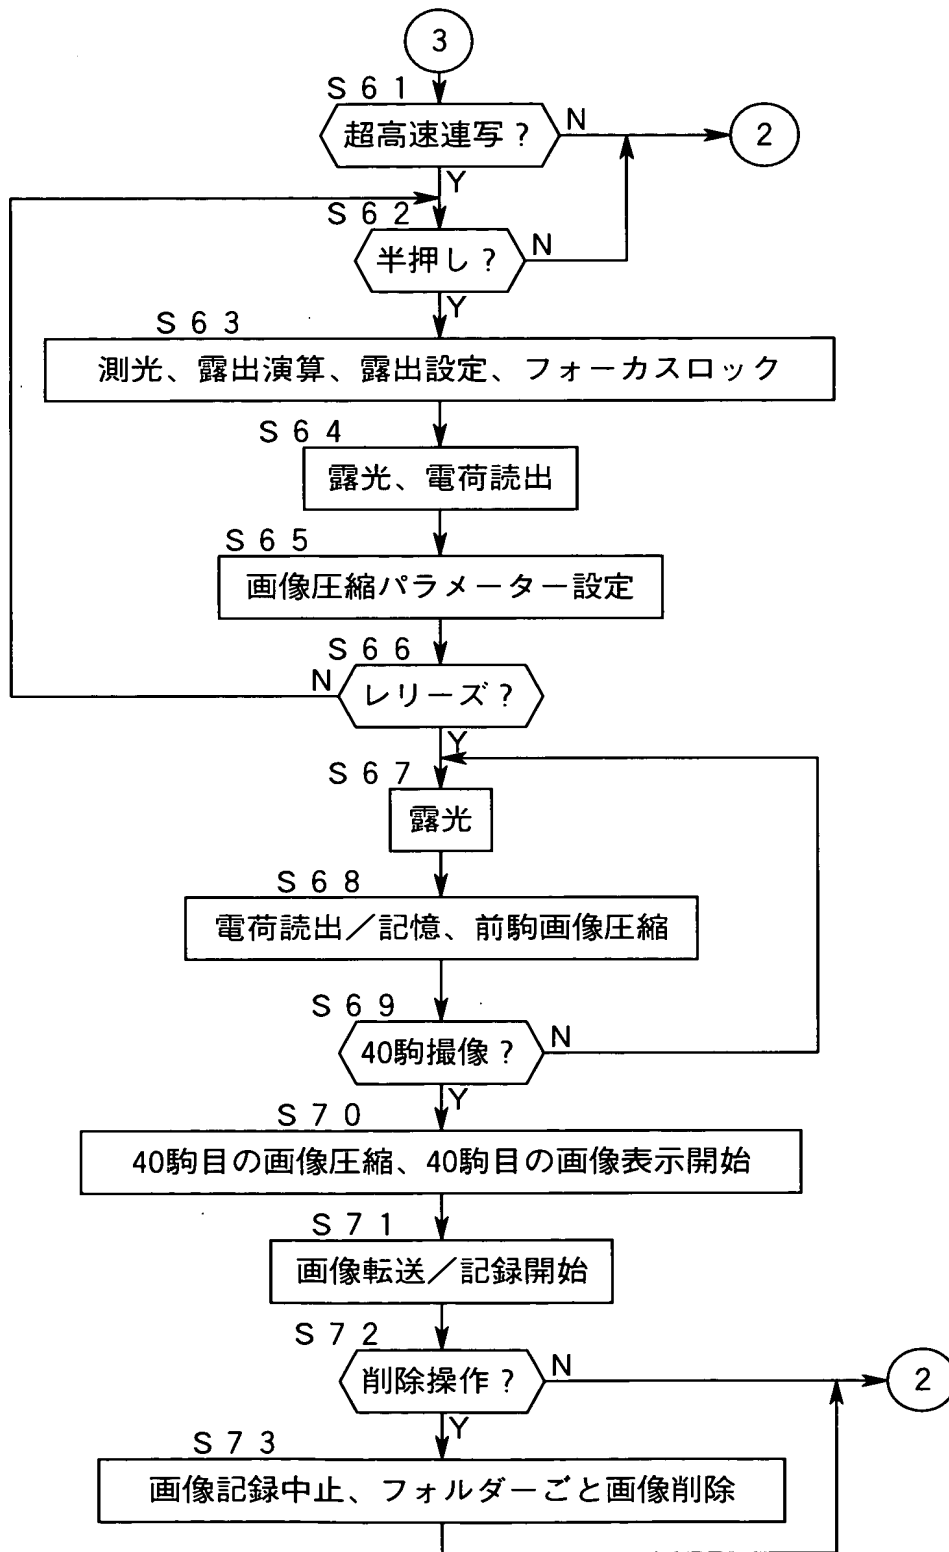 3
S61
超高速連写?
N
2
Y
S62
半押し?
N
Y
S63
測光、露出演算、露出設定、フォーカスロック
S64
露光、電荷読出
S65
画像圧縮パラメーター設定
S66
N
レリーズ?
Y
S67
露光
S68
電荷読出/記憶、前駒画像圧縮
S69
40駒撮像?
N
Y
S70
40駒目の画像圧縮、40駒目の画像表示開始
S71
画像転送/記録開始
S72
削除操作?
N
2
Y
S73
画像記録中止、フォルダーごと画像削除